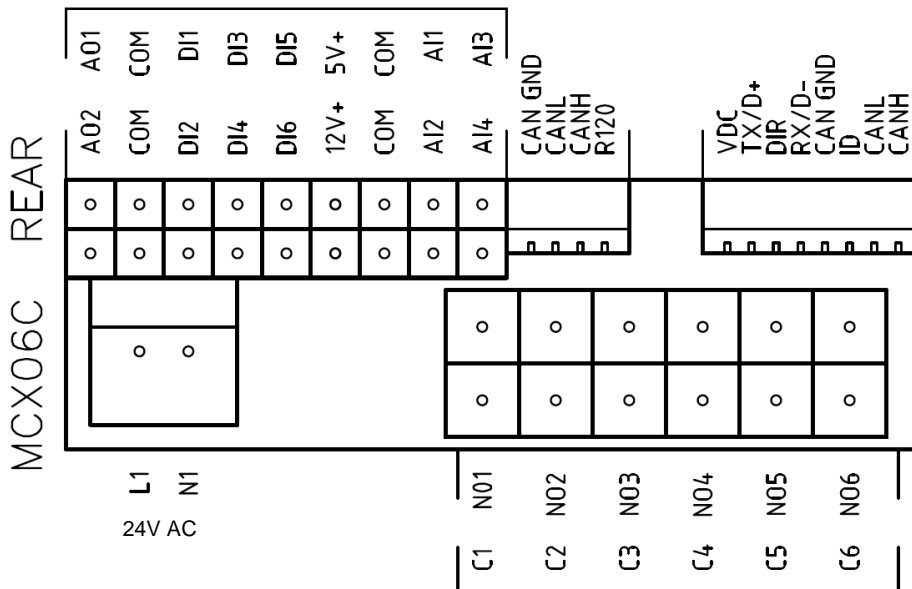 AO1 COM DI1 DI3 DI5 5V+ COM AI1 AI3
AO2 COM DI2 DI4 DI6 12V+ COM AI2 AI4
CAN GND
CANL
CANH
R120
VDC
TX/D+
DIR
RX/D-
CAN GND
ID
CANL
CANH
MCX06C REAR
L1 N1
24V AC
NO1 NO2 NO3 NO4 NO5 NO6
C1 C2 C3 C4 C5 C6